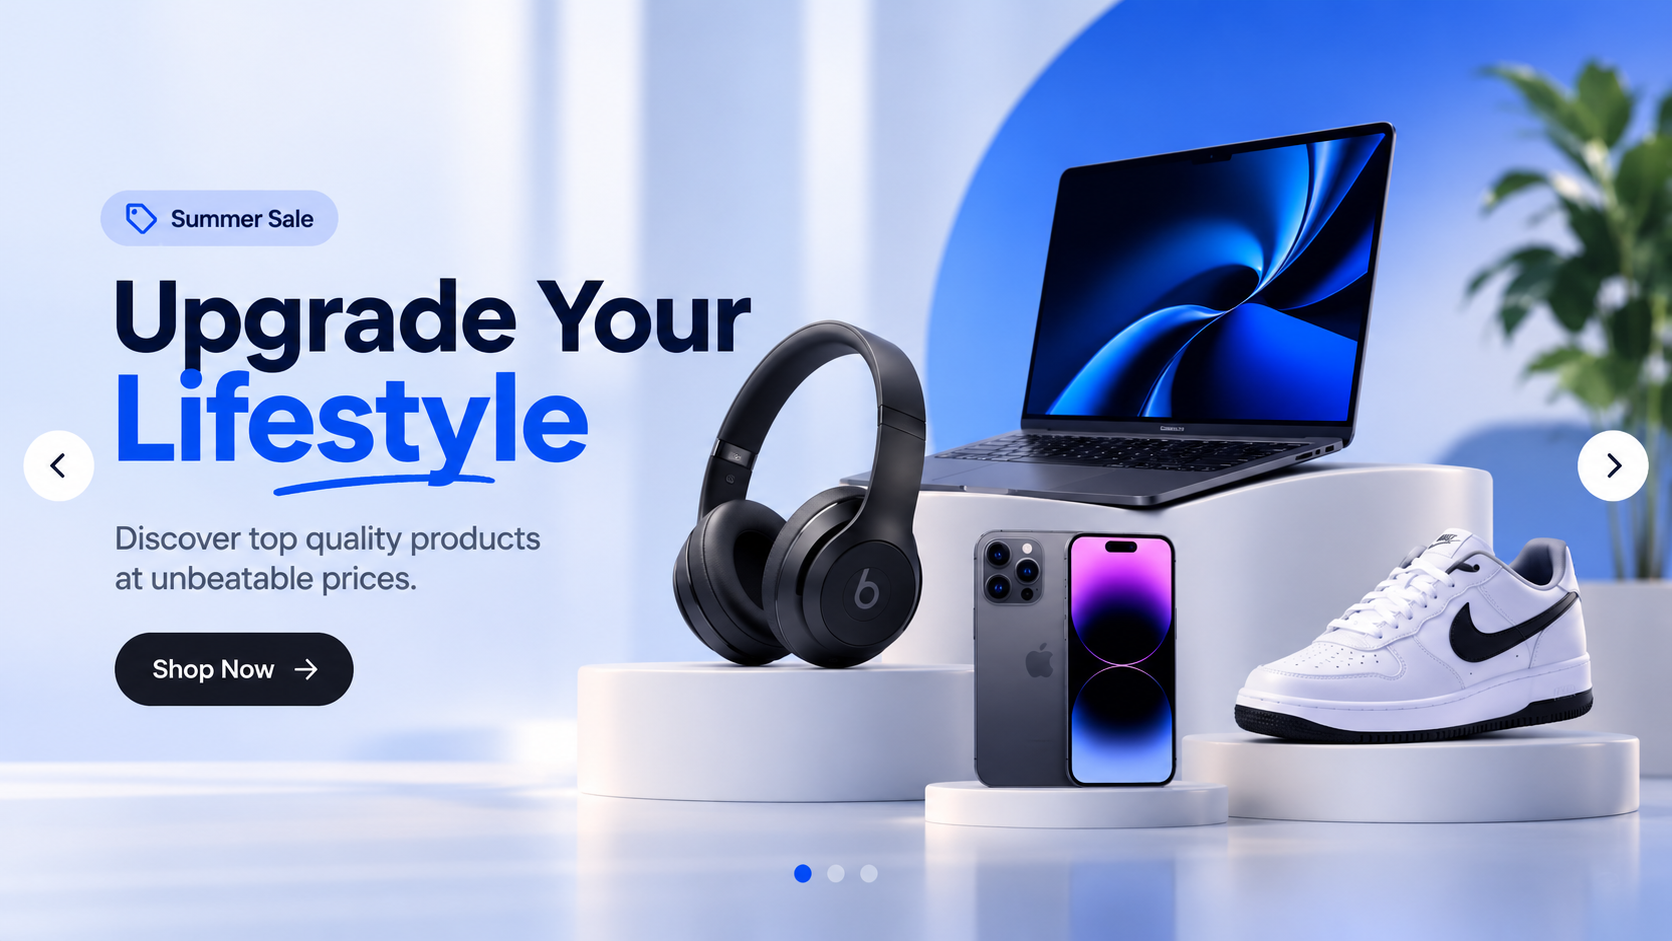 Summer Sale
Upgrade Your
Lifestyle
Discover top quality products
at unbeatable prices.
Shop Now